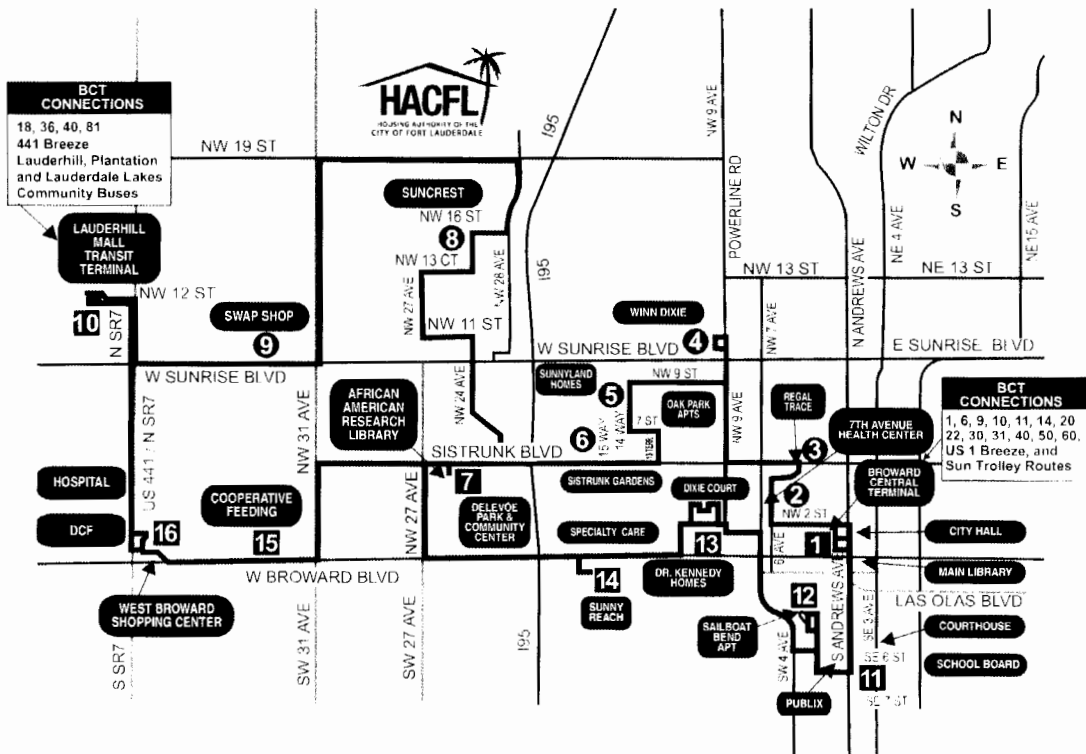 BCT
CONNECTIONS
18, 36, 40, 81
441 Breeze
Lauderhill, Plantation
and Lauderdale Lakes
Community Buses
HACFL
HOUSING AUTHORITY OF THE
CITY OF FORT LAUDERDALE
I95
NW 9 AVE
WILTON DR
N
W E
S
NW 19 ST
SUNCREST
NW 16 ST
8
POWERLINE RD
NE 4 AVE
NE 15 AVE
LAUDERHILL
MALL
TRANSIT
TERMINAL
NW 13 CT
NW 28 AVE
I95
NW 13 ST
NE 13 ST
N ANDREWS AVE
NW 12 ST
10
N SR7
SWAP SHOP
9
NW 27 AVE
NW 11 ST
WINN DIXIE
4
NW 7 AVE
W SUNRISE BLVD
E SUNRISE BLVD
W SUNRISE BLVD
US 441 / N SR7
NW 31 AVE
AFRICAN
AMERICAN
RESEARCH
LIBRARY
NW 24 AVE
SUNNYLAND
HOMES
5
NW 9 ST
OAK PARK
APTS
NW 9 AVE
REGAL
TRACE
BCT
CONNECTIONS
1, 6, 9, 10, 11, 14, 20
22, 30, 31, 40, 50, 60,
US 1 Breeze, and
Sun Trolley Routes
7TH AVENUE
HEALTH CENTER
6
15 WAY
14 WAY
7 ST
SISTRUNK BLVD
3
BROWARD
CENTRAL
TERMINAL
HOSPITAL
DCF
COOPERATIVE
FEEDING
15
16
NW 27 AVE
7
DELEVOE
PARK &
COMMUNITY
CENTER
SISTRUNK GARDENS
DIXIE COURT
2
NW 2 ST
SPECIALTY CARE
13
6 AVE
1
CITY HALL
W BROWARD BLVD
14
SUNNY
REACH
DR. KENNEDY
HOMES
MAIN LIBRARY
WEST BROWARD
SHOPPING CENTER
12
SAILBOAT
BEND
APT
LAS OLAS BLVD
S ANDREWS AVE
SE 3 AVE
COURTHOUSE
S SR7
SW 31 AVE
SW 27 AVE
I95
SW 4 AVE
SE 6 ST
11
SCHOOL BOARD
PUBLIX
SE 7 ST